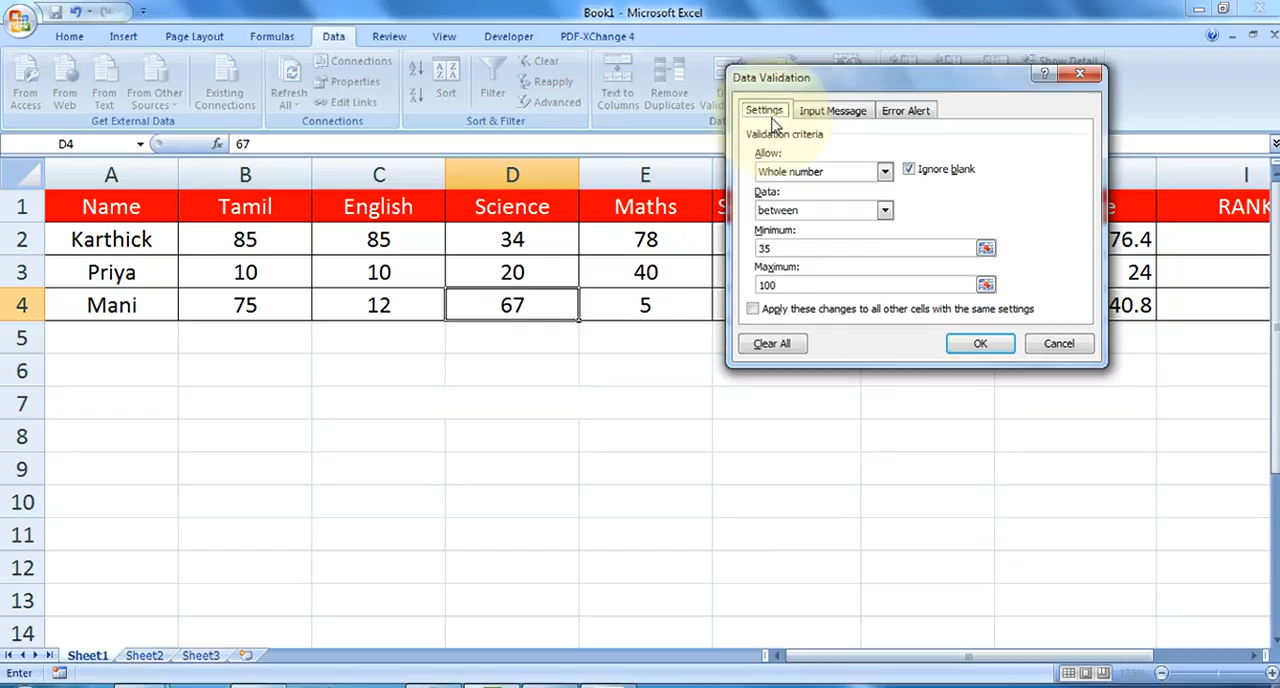 Book1 - Microsoft Excel
Home Insert Page Layout Formulas Data Review View Developer PDF-XChange 4
From Access
From Web
From Text
From Other Sources
Existing Connections
Get External Data
Refresh All
Connections
Properties
Edit Links
Connections
Sort
Filter
Clear
Reapply
Advanced
Sort & Filter
Text to Columns
Remove Duplicates
Show Detail
D4 fx 67
A B C D E I
1 Name Tamil English Science Maths S e RANK
2 Karthick 85 85 34 78 76.4
3 Priya 10 10 20 40 24
4 Mani 75 12 67 5 40.8
5
6
7
8
9
10
11
12
13
14
Data Validation
Settings Input Message Error Alert
Validation criteria
Allow:
Whole number Ignore blank
Data:
between
Minimum:
35
Maximum:
100
Apply these changes to all other cells with the same settings
Clear All OK Cancel
Sheet1 Sheet2 Sheet3
Enter 175%